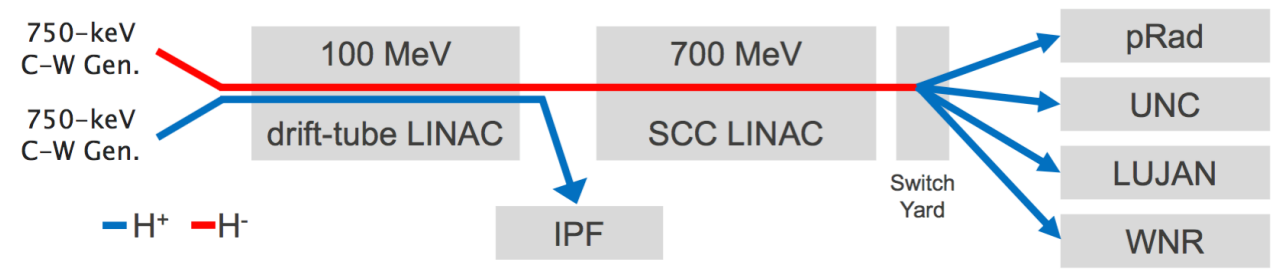 750-keV
C-W Gen.
750-keV
C-W Gen.
100 MeV
drift-tube LINAC
700 MeV
SCC LINAC
Switch
Yard
pRad
UNC
LUJAN
WNR
IPF
H⁺
H⁻